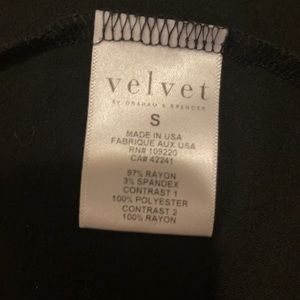 velvet
BY GRAHAM & SPENCER
S
MADE IN USA
FABRIQUE AUX USA
RN# 109220
CA# 42241
97% RAYON
3% SPANDEX
CONTRAST 1
100% POLYESTER
CONTRAST 2
100% RAYON